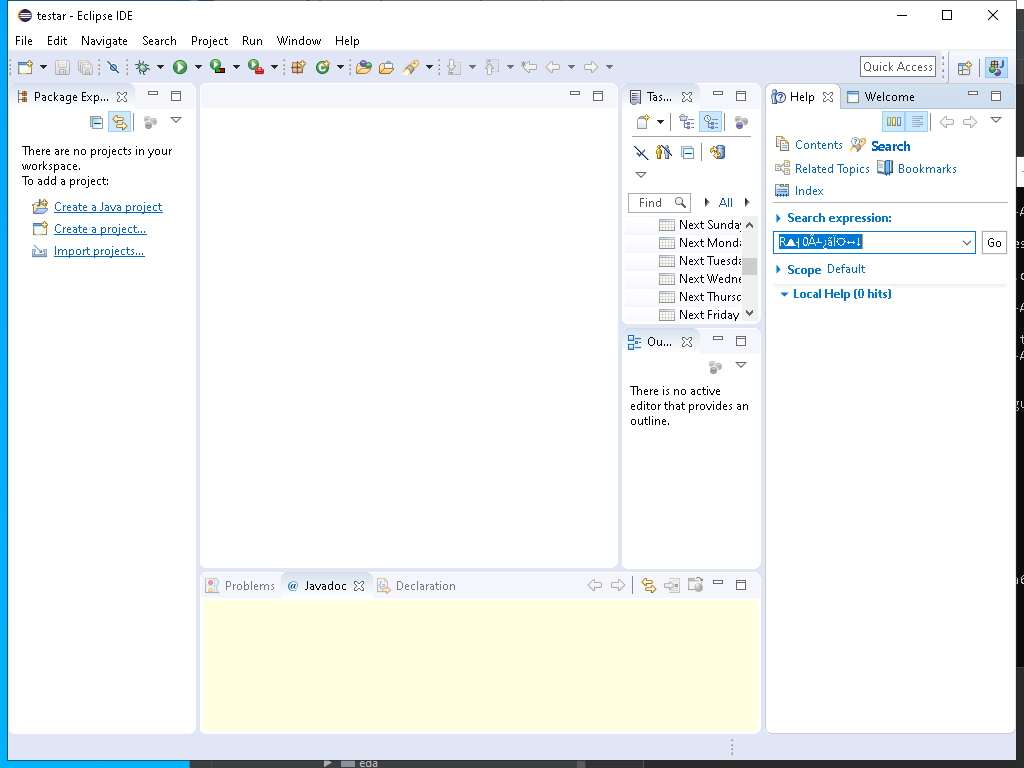 testar - Eclipse IDE
File Edit Navigate Search Project Run Window Help
Quick Access
Package Exp...
There are no projects in your
workspace.
To add a project:
Create a Java project
Create a project...
Import projects...
Tas...
Find
All
Next Sunday
Next Monda
Next Tuesda
Next Wedne
Next Thursd
Next Friday
Ou...
There is no active
editor that provides an
outline.
Help
Welcome
Contents
Search
Related Topics
Bookmarks
Index
Search expression:
Go
Scope Default
Local Help (0 hits)
Problems
@ Javadoc
Declaration
eda